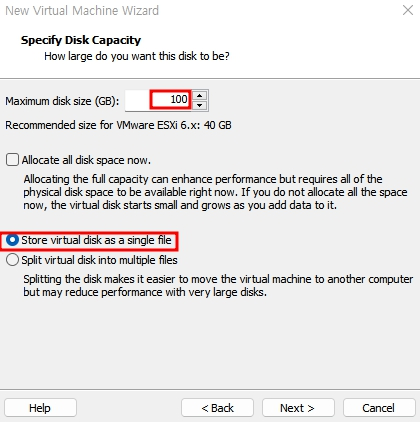 New Virtual Machine Wizard
Specify Disk Capacity
How large do you want this disk to be?
Maximum disk size (GB): 100
Recommended size for VMware ESXi 6.x: 40 GB
Allocate all disk space now.
Allocating the full capacity can enhance performance but requires all of the
physical disk space to be available right now. If you do not allocate all the space
now, the virtual disk starts small and grows as you add data to it.
Store virtual disk as a single file
Split virtual disk into multiple files
Splitting the disk makes it easier to move the virtual machine to another computer
but may reduce performance with very large disks.
Help < Back Next > Cancel